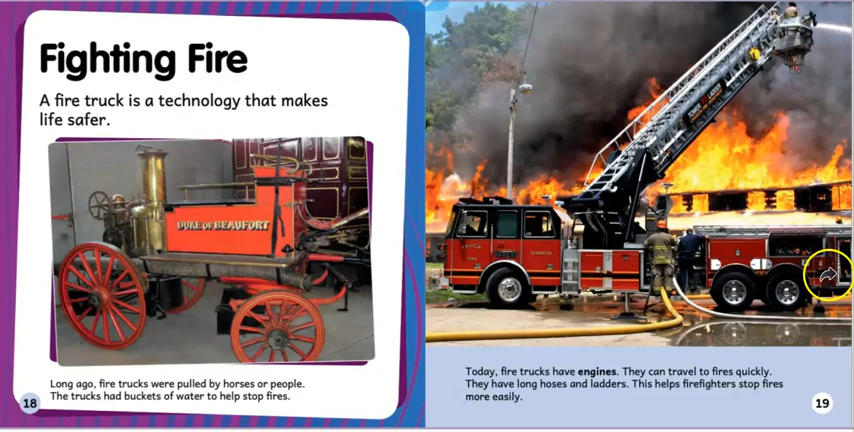 Fighting Fire
A fire truck is a technology that makes
life safer.
DUKE OF BEAUFORT
Long ago, fire trucks were pulled by horses or people.
The trucks had buckets of water to help stop fires.
18
Today, fire trucks have engines. They can travel to fires quickly.
They have long hoses and ladders. This helps firefighters stop fires
more easily.
19